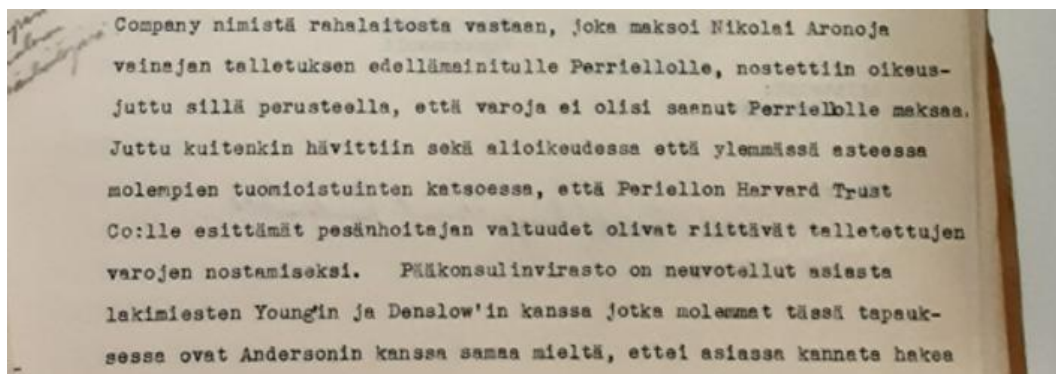 Company nimistä rahalaitosta vastaan, joka maksoi Nikolai Aronoja
vainajan talletuksen edellämainitulle Perriellolle, nostettiin oikeus-
juttu sillä perusteella, että varoja ei olisi saanut Perriellolle maksaa.
Juttu kuitenkin hävittiin sekä alioikeudessa että ylemmässä asteessa
molempien tuomioistuinten katsoessa, että Periellon Harvard Trust
Co:lle esittämät pesänhoitajan valtuudet olivat riittävät talletettujen
varojen nostamiseksi. Pääkonsulinvirasto on neuvotellut asiasta
lakimiesten Young'in ja Denslow'in kanssa jotka molemmat tässä tapauk-
sessa ovat Andersonin kanssa samaa mieltä, ettei asiassa kannata hakea